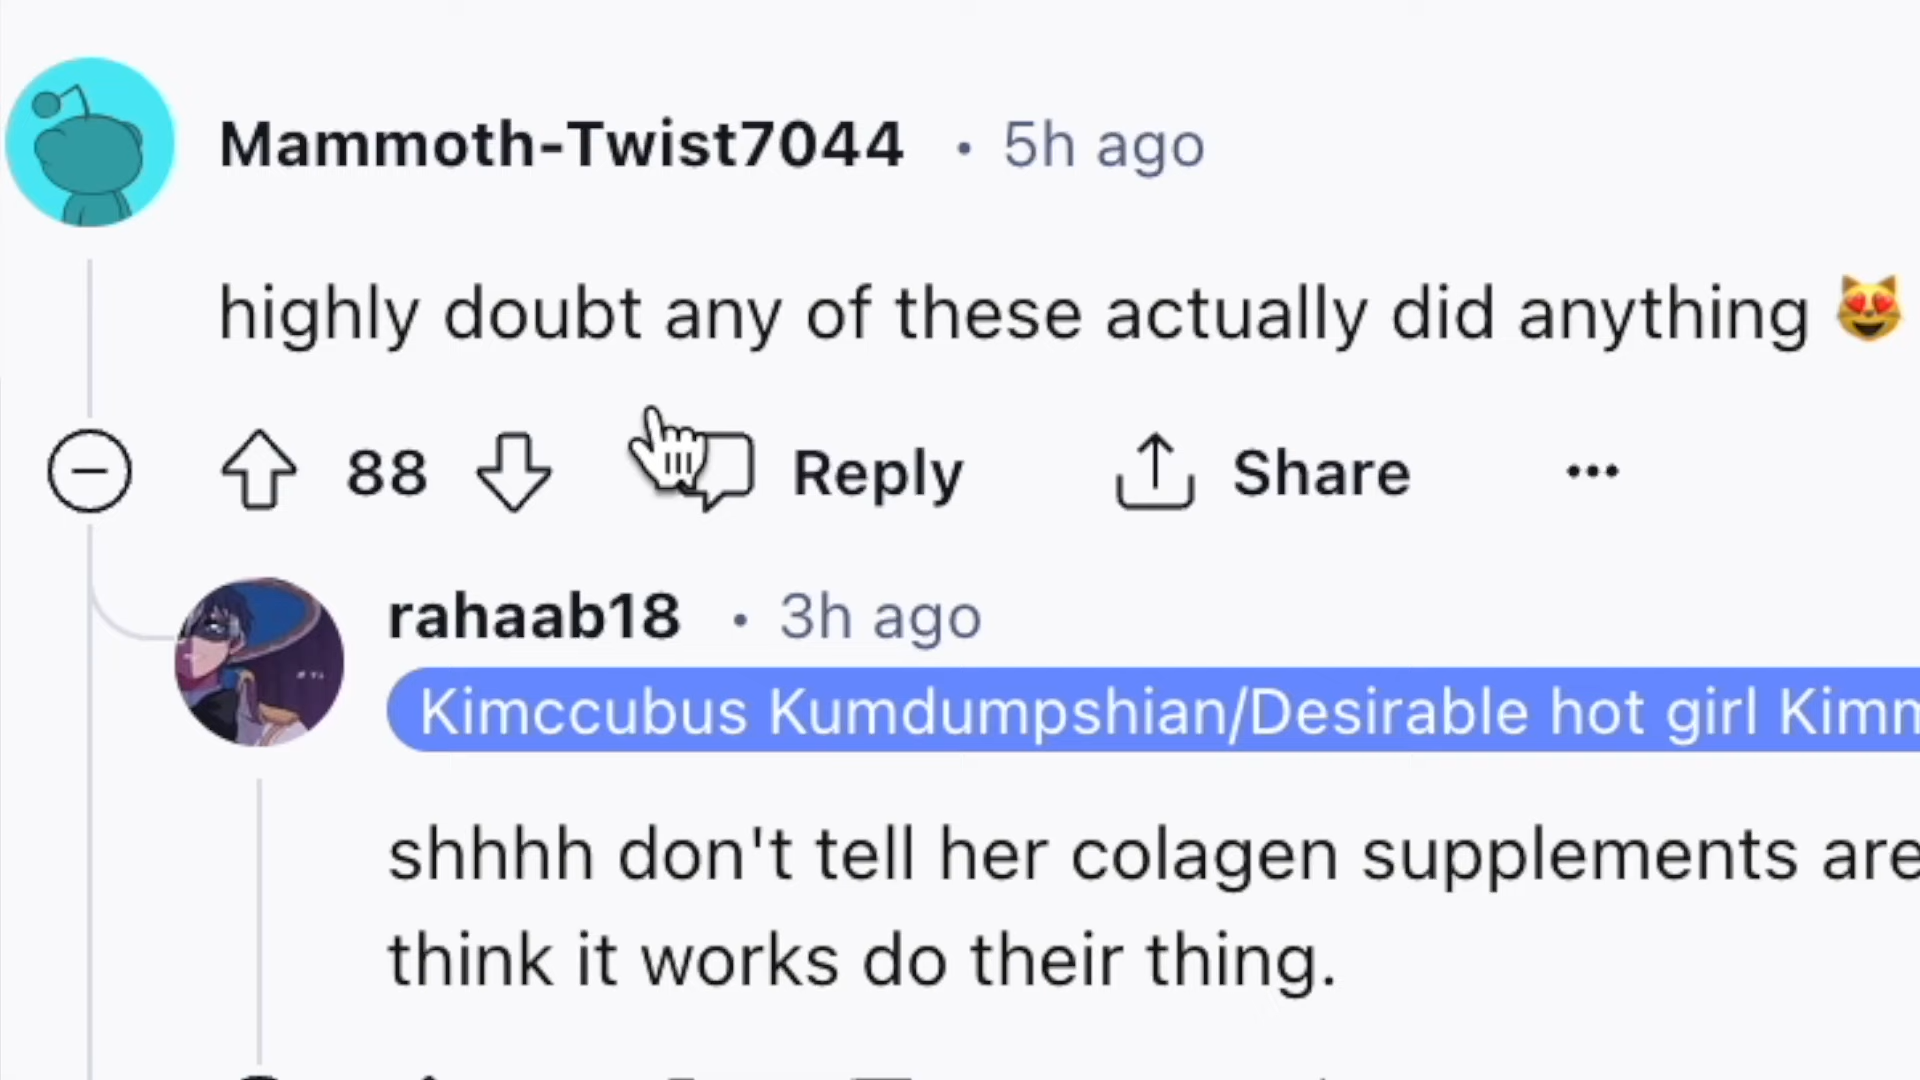 Mammoth-Twist7044 • 5h ago
highly doubt any of these actually did anything 😻
88 Reply Share ...
rahaab18 • 3h ago
Kimccubus Kumdumpshian/Desirable hot girl
shhhh don't tell her colagen supplements are
think it works do their thing.